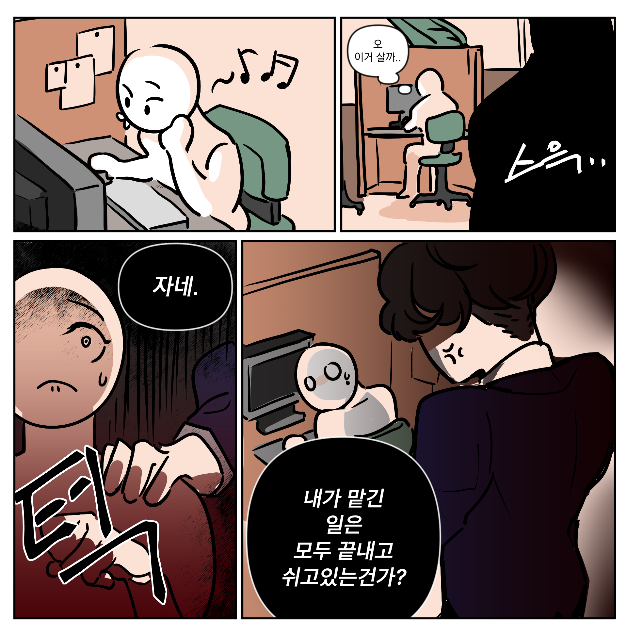 오
이거 살까..
스윽..
자네.
턱
내가 맡긴
일은
모두 끝내고
쉬고있는건가?